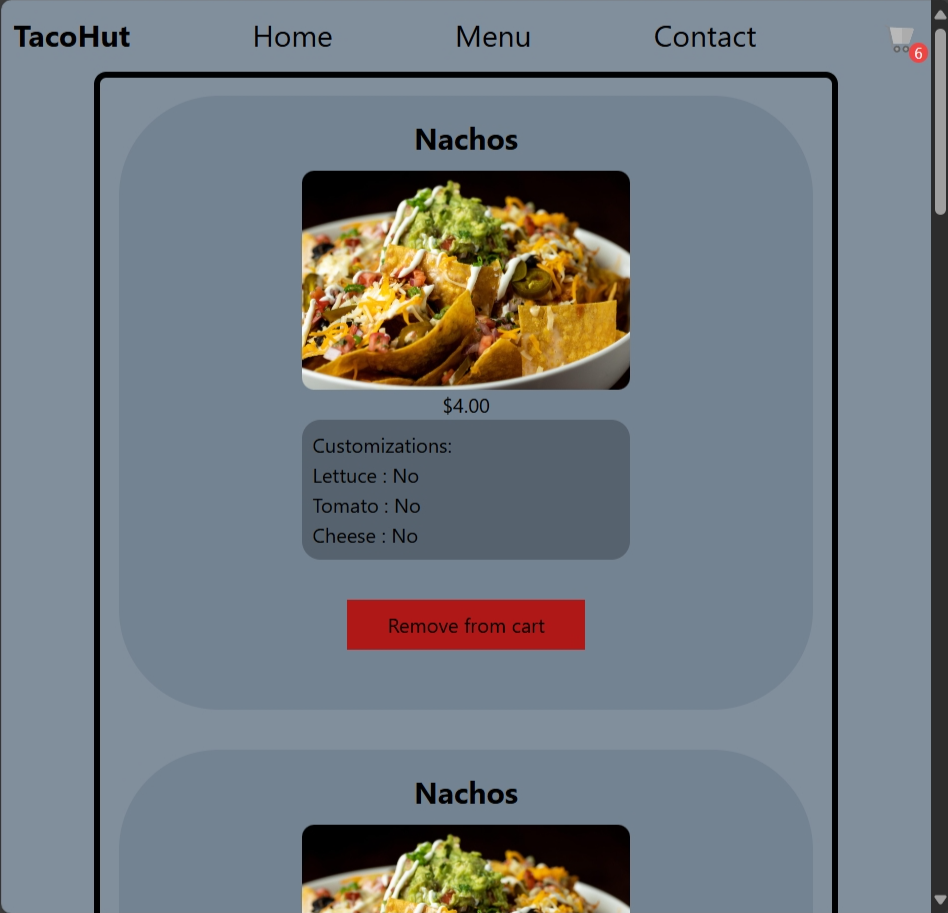 TacoHut Home Menu Contact
6
Nachos
$4.00
Customizations:
Lettuce : No
Tomato : No
Cheese : No
Remove from cart
Nachos